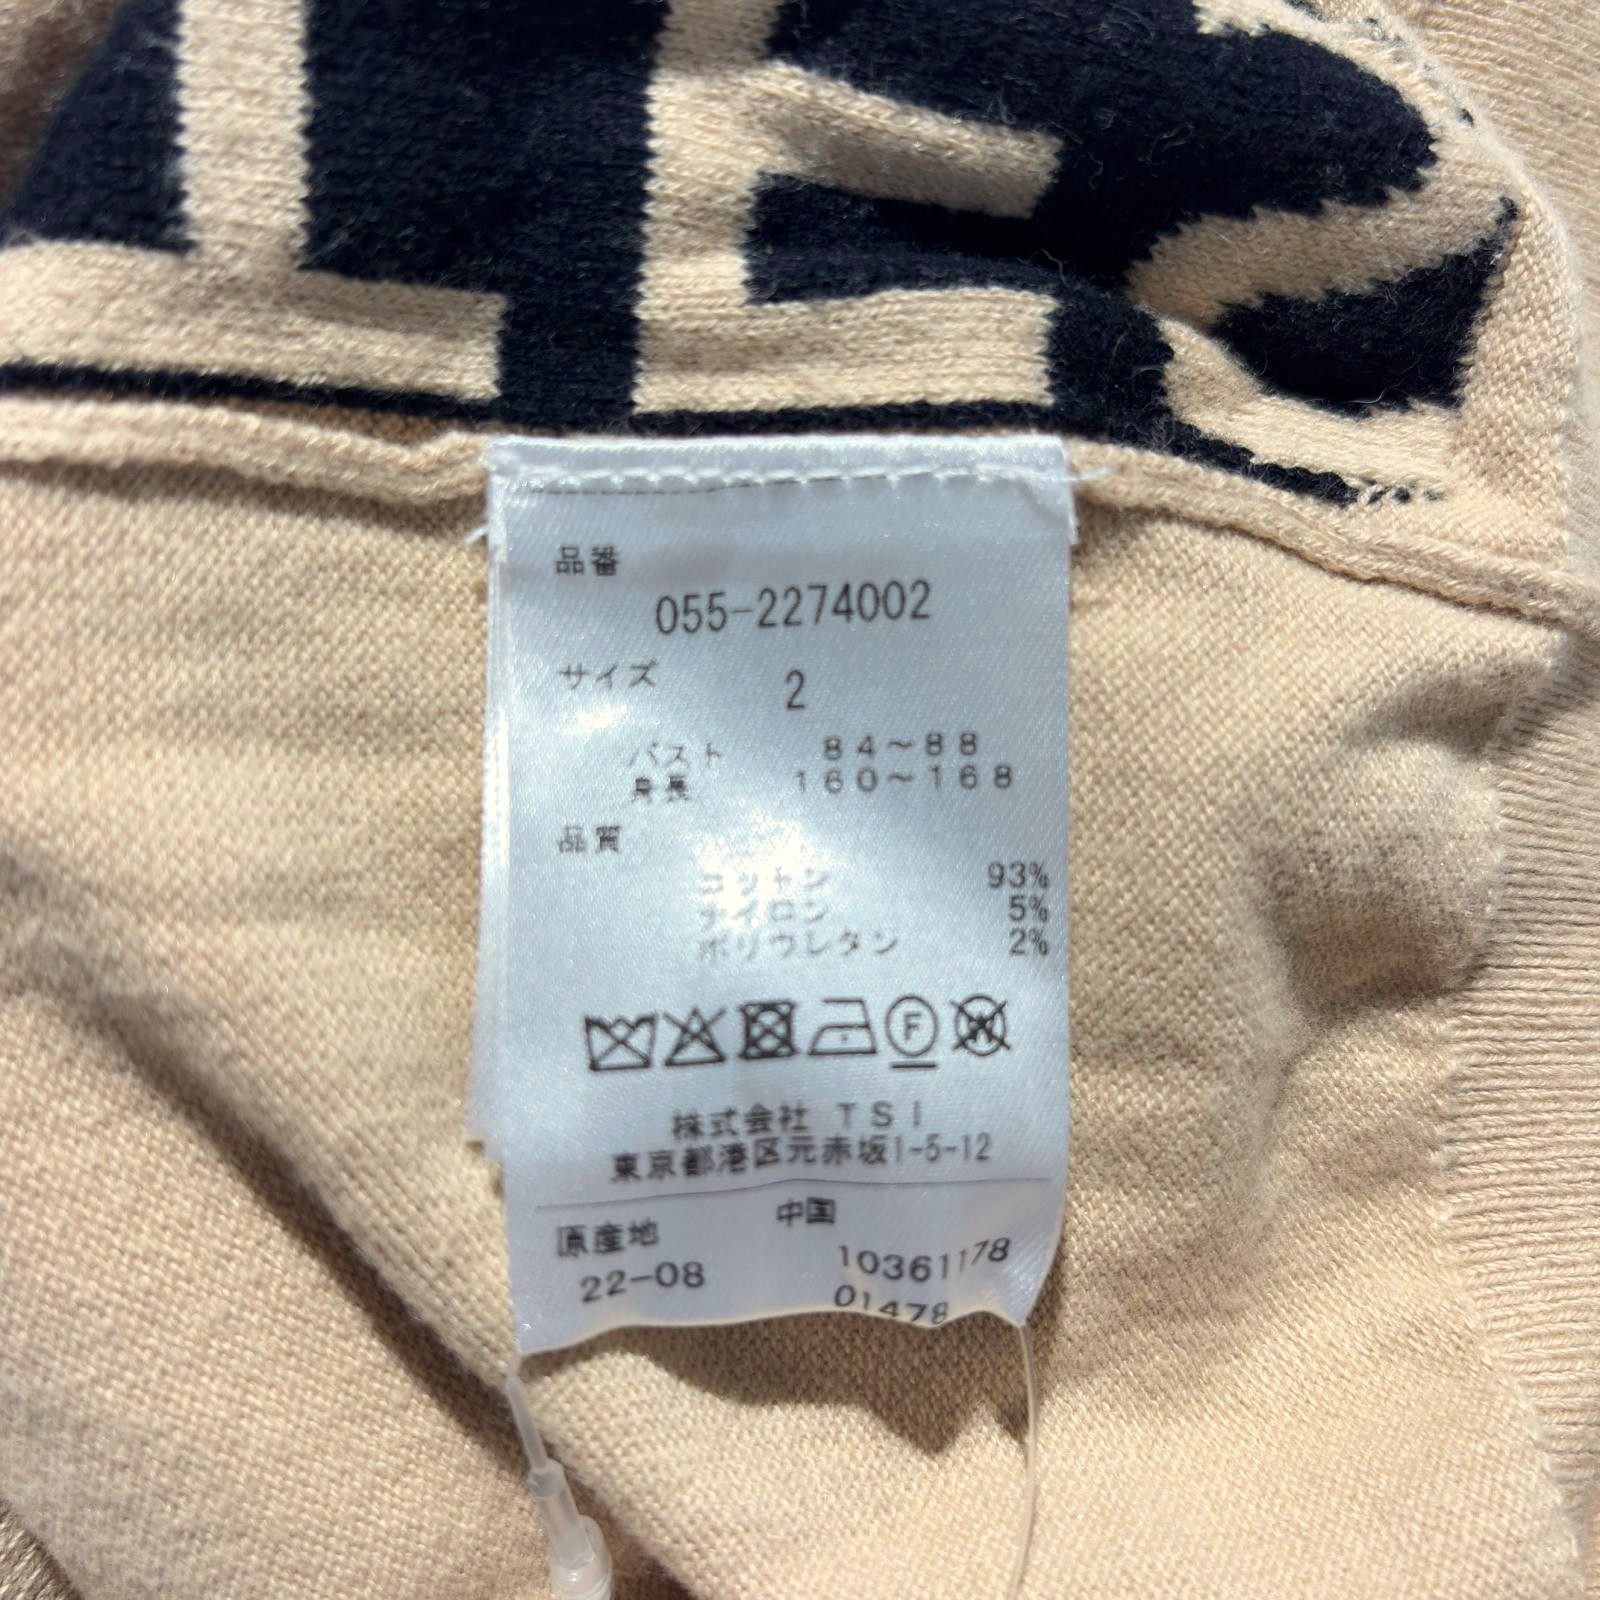 品番
055-2274002
サイズ 2
バスト 84～88
身長 160～168
品質
コットン 93%
ナイロン 5%
ポリウレタン 2%
F W
株式会社 TSI
東京都港区元赤坂1-5-12
原産地 中国
22-08 10361178
01478